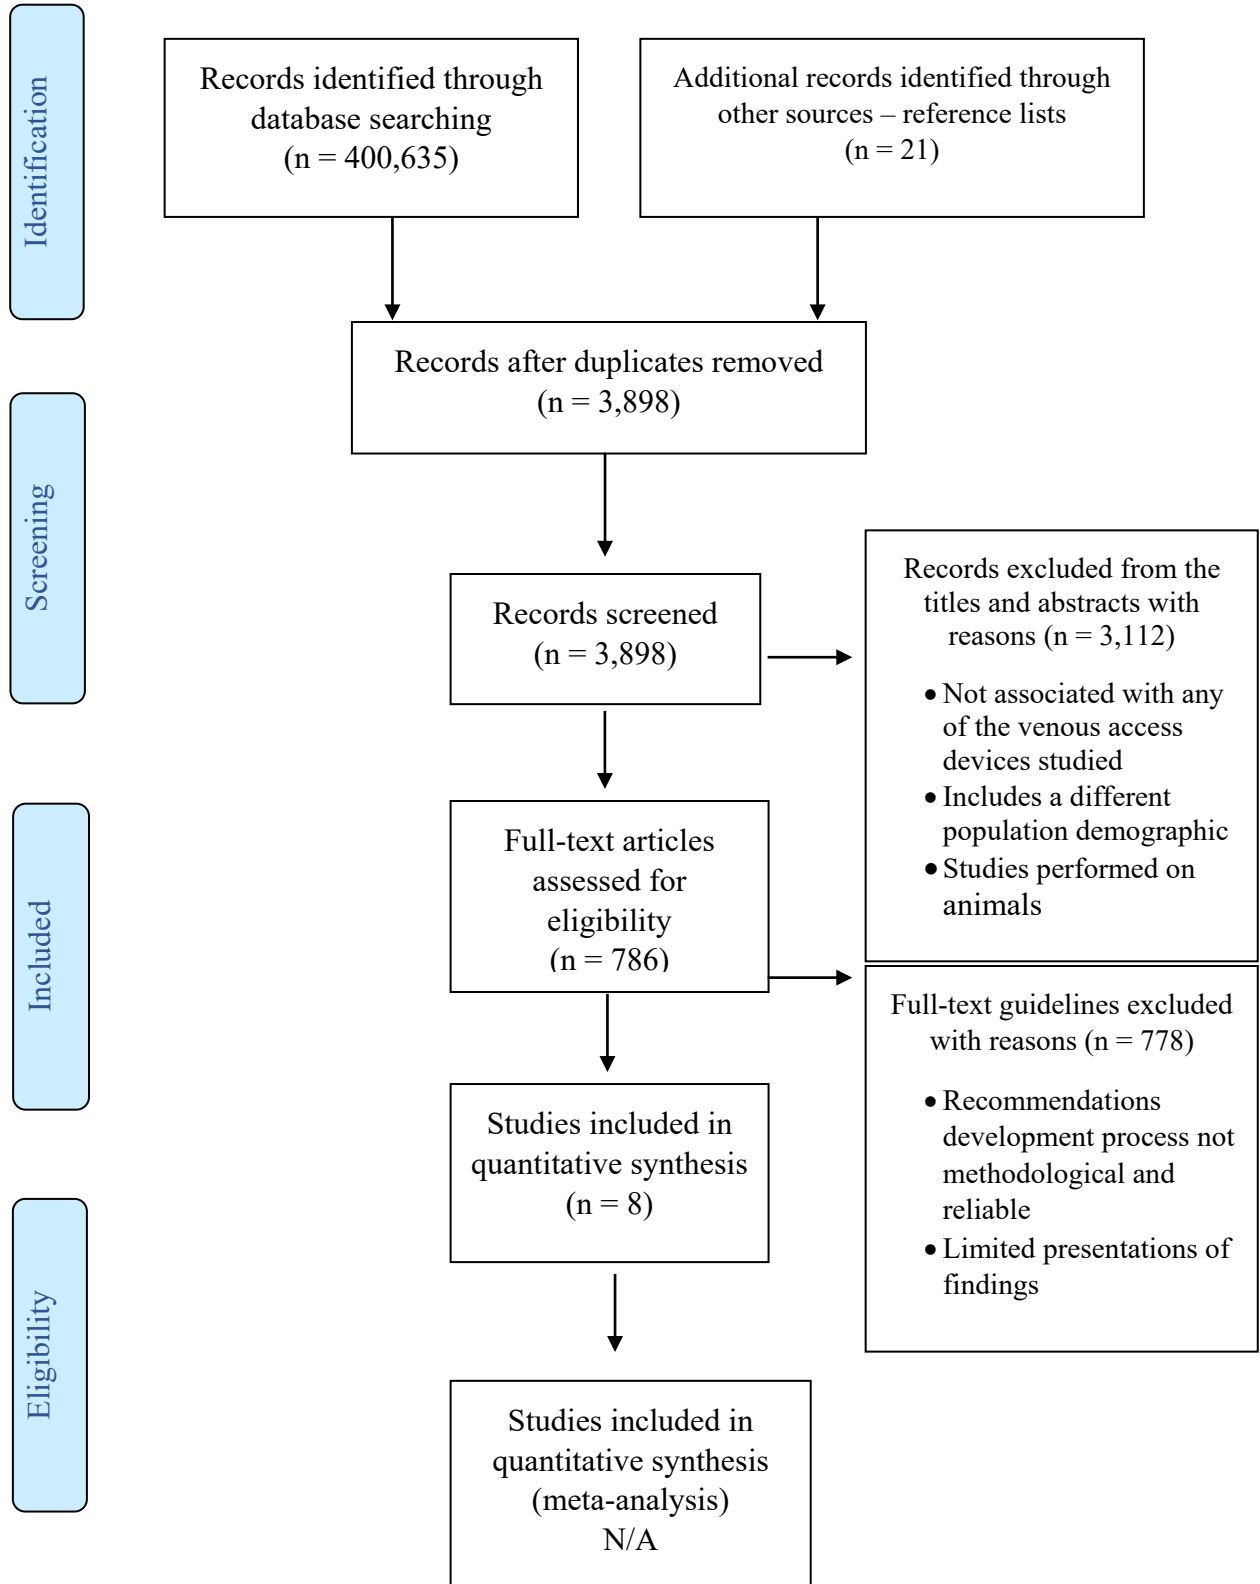 Identification
Records identified through
database searching
(n = 400,635)
Additional records identified through
other sources – reference lists
(n = 21)
Records after duplicates removed
(n = 3,898)
Screening
Records screened
(n = 3,898)
Records excluded from the
titles and abstracts with
reasons (n = 3,112)
• Not associated with any
of the venous access
devices studied
• Includes a different
population demographic
• Studies performed on
animals
Included
Full-text articles
assessed for
eligibility
(n = 786)
Full-text guidelines excluded
with reasons (n = 778)
• Recommendations
development process not
methodological and
reliable
• Limited presentations of
findings
Studies included in
quantitative synthesis
(n = 8)
Eligibility
Studies included in
quantitative synthesis
(meta-analysis)
N/A